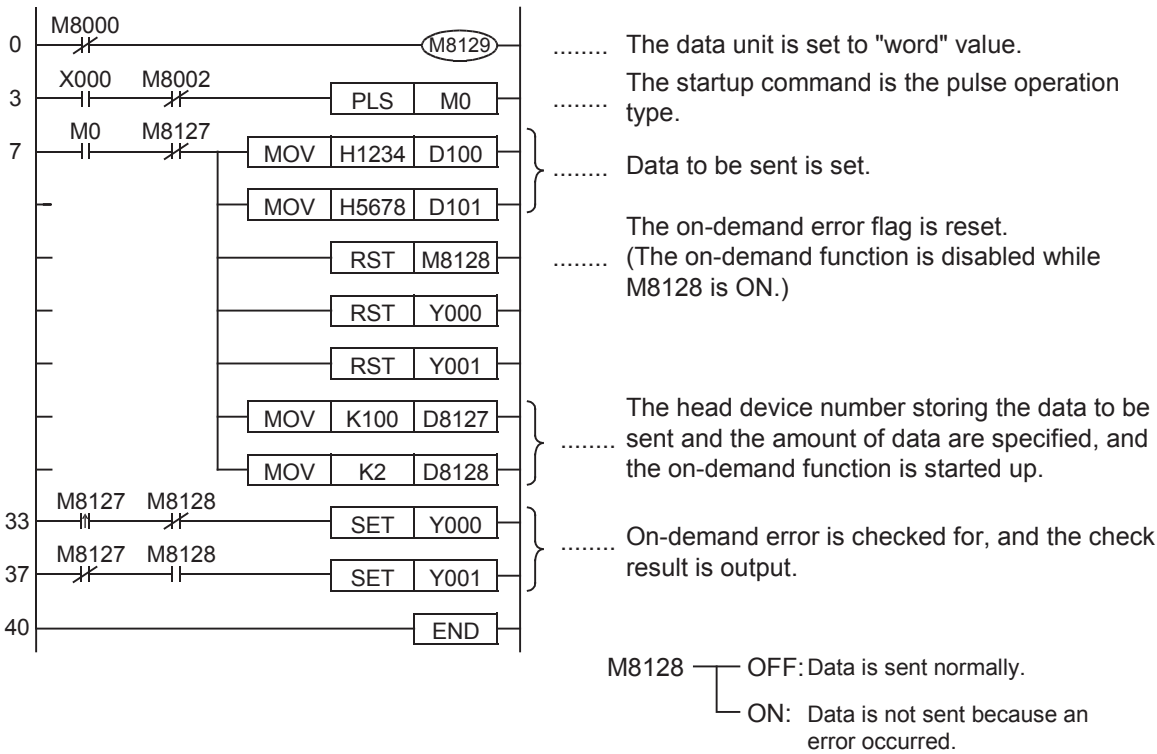 M8000
0 M8129 ........ The data unit is set to "word" value.
X000 M8002
3 PLS M0 ........ The startup command is the pulse operation
type.
M0 M8127
7 MOV H1234 D100
........ Data to be sent is set.
MOV H5678 D101
The on-demand error flag is reset.
RST M8128 ........ (The on-demand function is disabled while
M8128 is ON.)
RST Y000
RST Y001
MOV K100 D8127
The head device number storing the data to be
........ sent and the amount of data are specified, and
the on-demand function is started up.
MOV K2 D8128
M8127 M8128
33 SET Y000
........ On-demand error is checked for, and the check
result is output.
M8127 M8128
37 SET Y001
40 END
M8128 OFF: Data is sent normally.
ON: Data is not sent because an
error occurred.